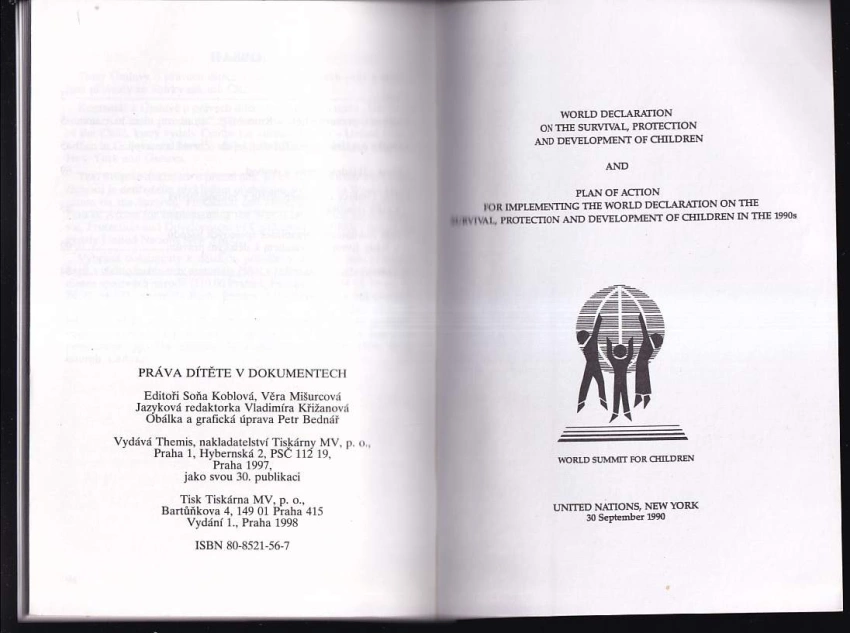 PRÁVA DÍTĚTE V DOKUMENTECH
Editoři Soňa Koblová, Věra Mišurcová
Jazyková redaktorka Vladimíra Křižanová
Obálka a grafická úprava Petr Bednář
Vydává Themis, nakladatelství Tiskárny MV, p. o.,
Praha 1, Hybernská 2, PSČ 112 19,
Praha 1997,
jako svou 30. publikaci
Tisk Tiskárna MV, p. o.,
Bartůňkova 4, 149 01 Praha 415
Vydání 1., Praha 1998
ISBN 80-8521-56-7
WORLD DECLARATION
ON THE SURVIVAL, PROTECTION
AND DEVELOPMENT OF CHILDREN
AND
PLAN OF ACTION
FOR IMPLEMENTING THE WORLD DECLARATION ON THE
SURVIVAL, PROTECTION AND DEVELOPMENT OF CHILDREN IN THE 1990s
WORLD SUMMIT FOR CHILDREN
UNITED NATIONS, NEW YORK
30 September 1990